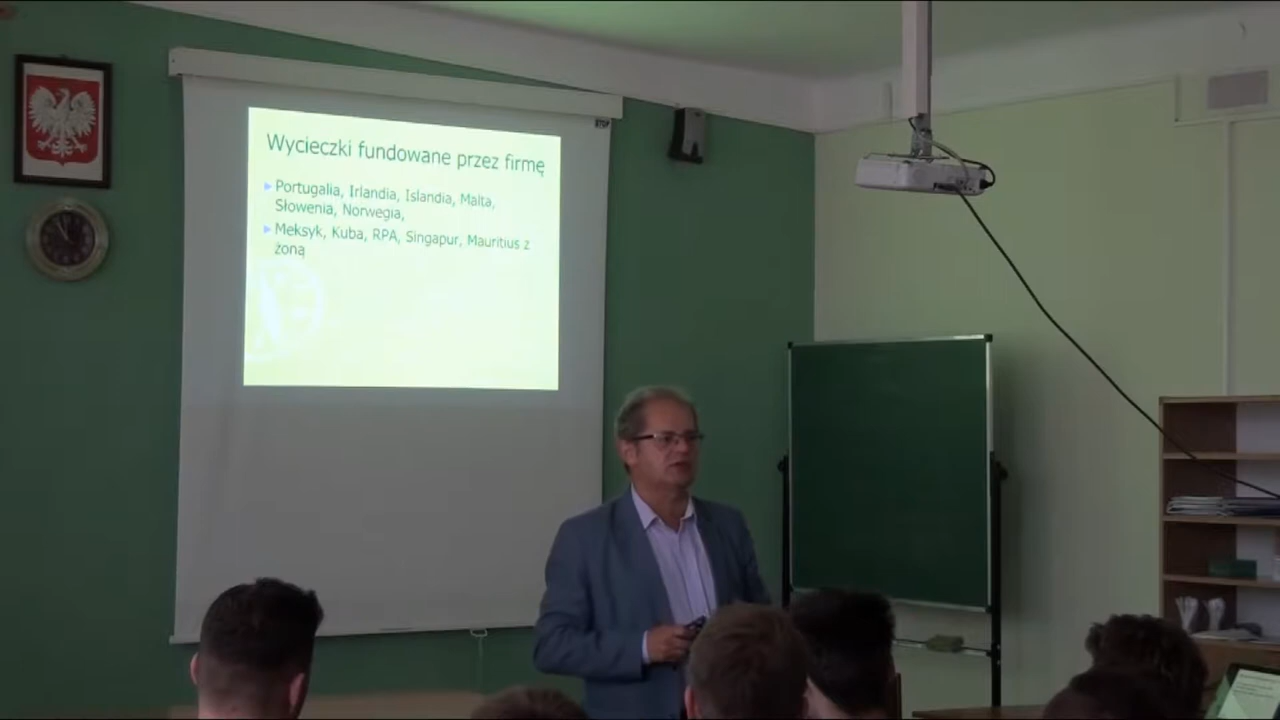 Wycieczki fundowane przez firmę
Portugalia, Irlandia, Islandia, Malta,
Słowenia, Norwegia,
Meksyk, Kuba, RPA, Singapur, Mauritius z
żoną